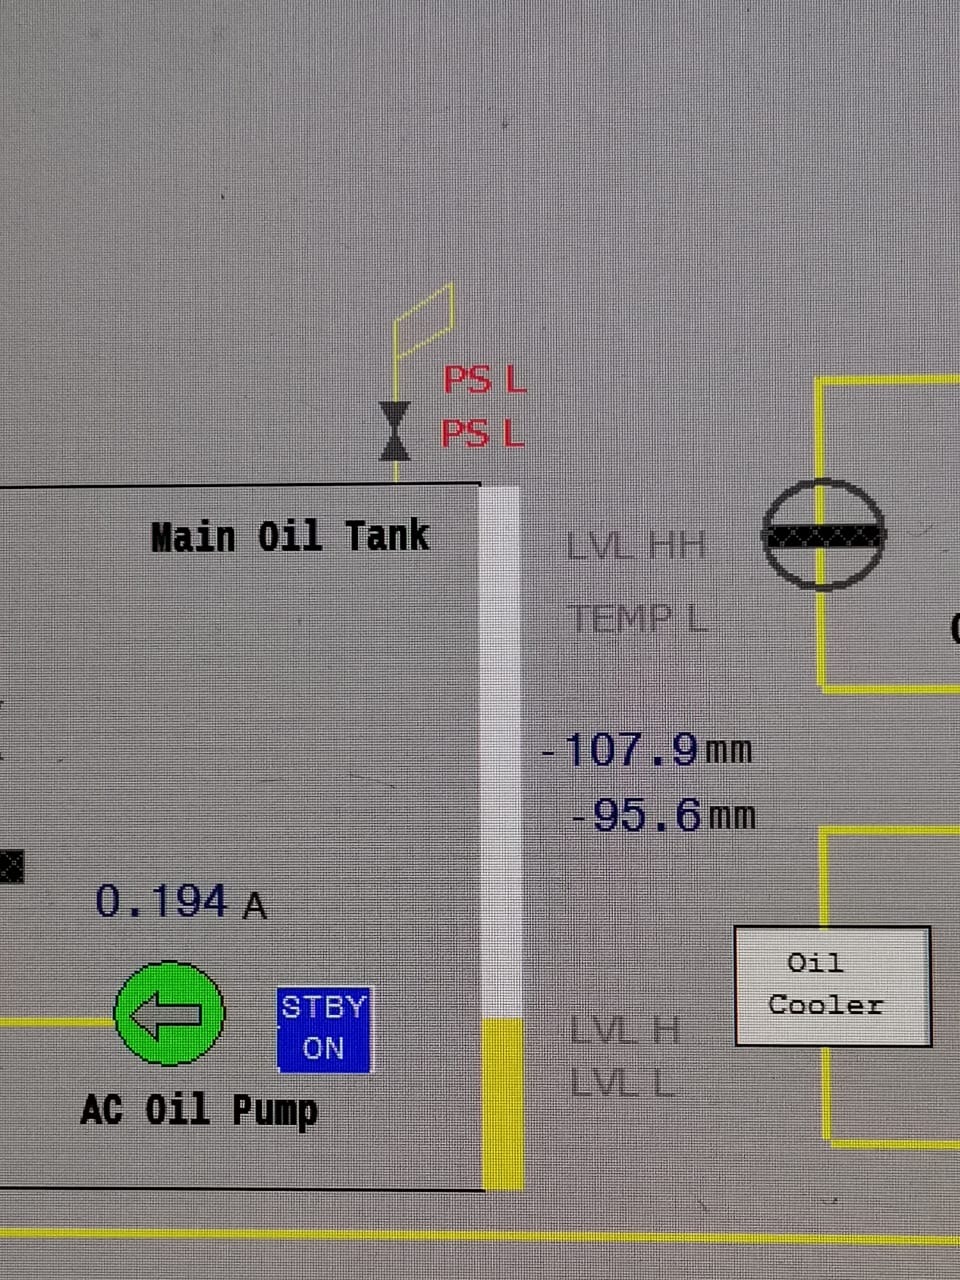 PS L
PS L
Main Oil Tank
LVL HH
TEMP L
-107.9mm
-95.6mm
0.194 A
Oil
Cooler
STBY
ON
LVL H
LVL L
AC Oil Pump